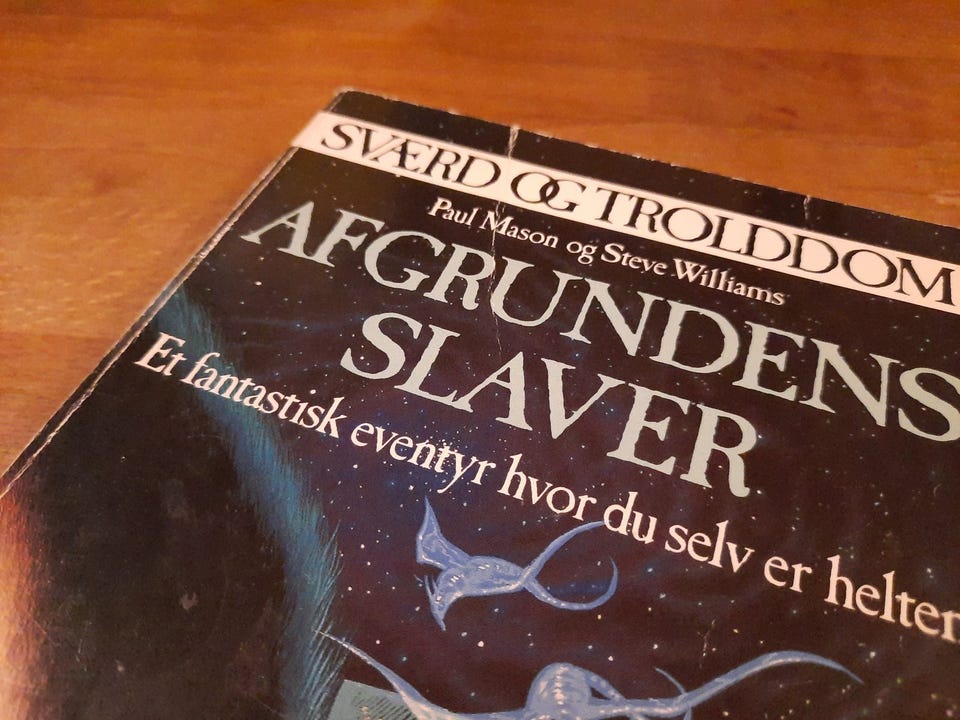 SVÆRD OG TROLDDOM
Paul Mason og Steve Williams
AFGRUNDENS
SLAVER
Et fantastisk eventyr hvor du selv er helten